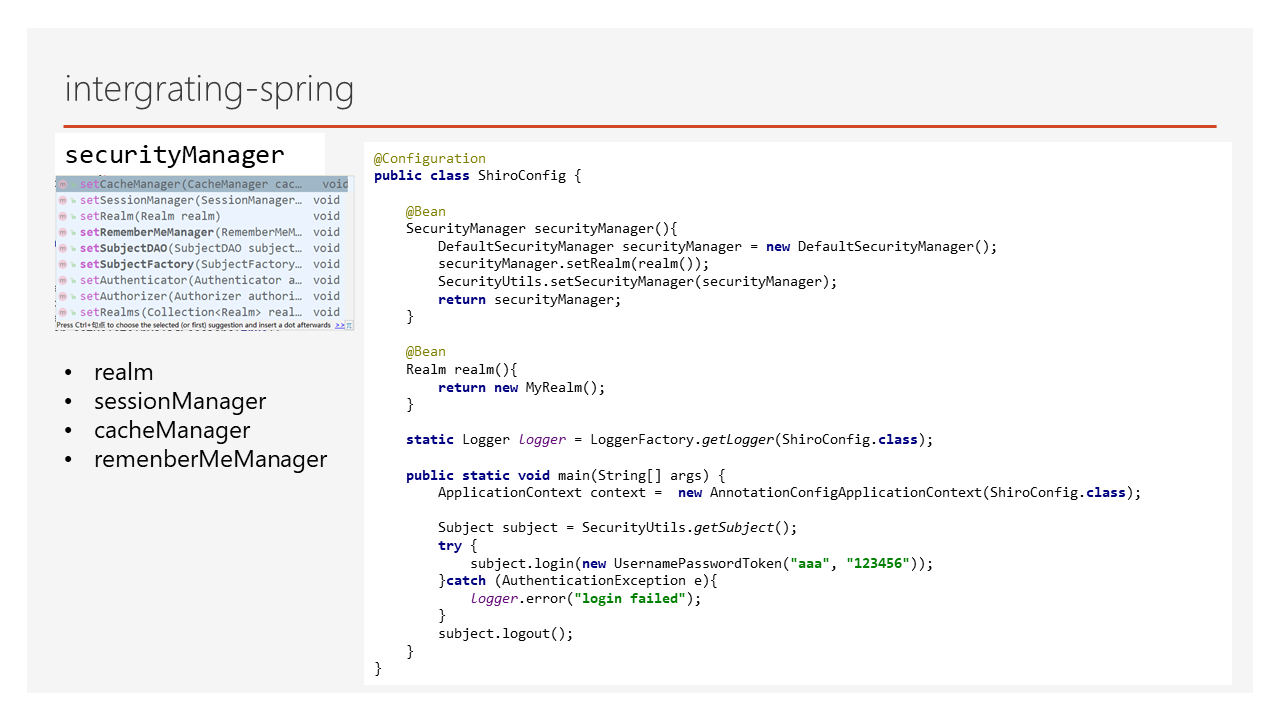 intergrating-spring
securityManager
setCacheManager(CacheManager cac… void
setSessionManager(SessionManager… void
setRealm(Realm realm) void
setRememberMeManager(RememberMeM… void
setSubjectDAO(SubjectDAO subject… void
setSubjectFactory(SubjectFactory… void
setAuthenticator(Authenticator a… void
setAuthorizer(Authorizer authori… void
setRealms(Collection<Realm> real… void
Press Ctrl+句点 to choose the selected (or first) suggestion and insert a dot afterwards >> π
• realm
• sessionManager
• cacheManager
• remenberMeManager
@Configuration
public class ShiroConfig {
@Bean
SecurityManager securityManager(){
DefaultSecurityManager securityManager = new DefaultSecurityManager();
securityManager.setRealm(realm());
SecurityUtils.setSecurityManager(securityManager);
return securityManager;
}
@Bean
Realm realm(){
return new MyRealm();
}
static Logger logger = LoggerFactory.getLogger(ShiroConfig.class);
public static void main(String[] args) {
ApplicationContext context =  new AnnotationConfigApplicationContext(ShiroConfig.class);
Subject subject = SecurityUtils.getSubject();
try {
subject.login(new UsernamePasswordToken("aaa", "123456"));
}catch (AuthenticationException e){
logger.error("login failed");
}
subject.logout();
}
}